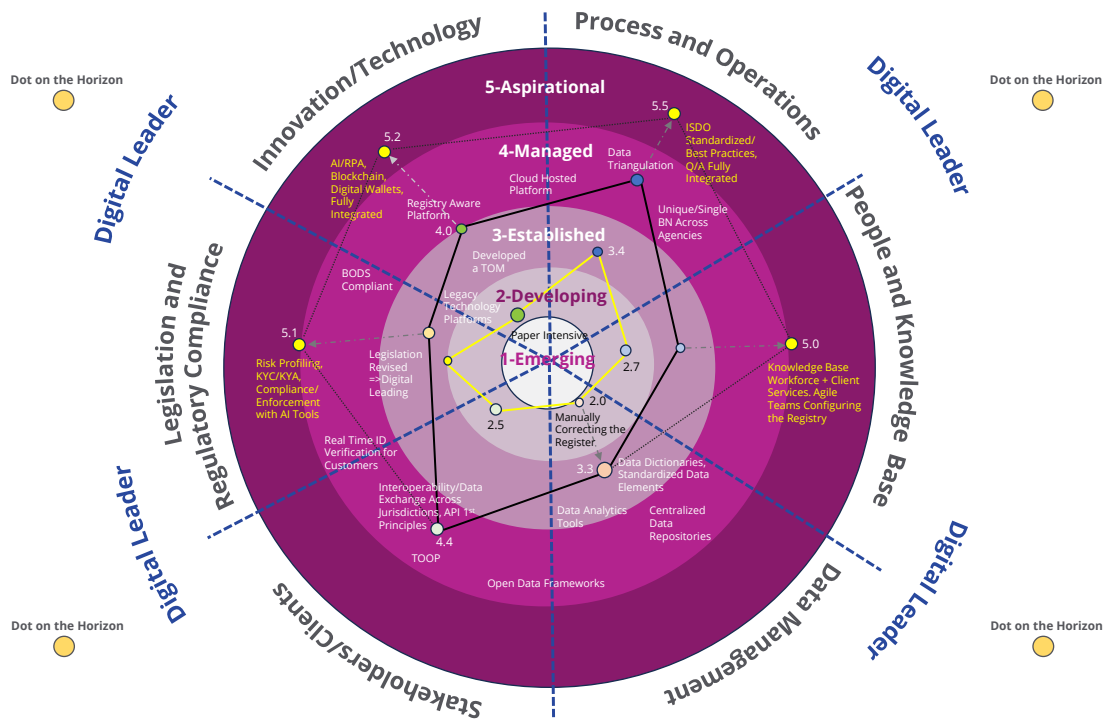 Innovation/Technology
Process and Operations
Dot on the Horizon
Dot on the Horizon
Digital Leader
Digital Leader
5-Aspirational
5.5
5.2
ISDO
Standardized/
Best Practices,
Q/A Fully
Integrated
4-Managed
Data
Triangulation
AI/RPA,
Blockchain,
Digital Wallets,
Fully
Integrated
Cloud Hosted
Platform
Registry Aware
Platform
4.0
Unique/Single
BN Across
Agencies
People and Knowledge Base
Legislation and
Regulatory Compliance
3-Established
Developed
a TOM
3.4
BODS
Compliant
Legacy
Technology
Platforms
2-Developing
5.1
Paper Intensive
5.0
1-Emerging
Legislation
Revised
=>Digital
Leading
2.7
Risk Profiling,
KYC/KYA,
Compliance/
Enforcement
with AI Tools
Knowledge Base
Workforce + Client
Services. Agile
Teams Configuring
the Registry
2.0
2.5
Manually
Correcting the
Register.
Real Time ID
Verification for
Customers
3.3
Data Dictionaries,
Standardized Data
Elements
Interoperability/Data
Exchange Across
Jurisdictions, API 1st
Principles
Data Analytics
Tools
Centralized
Data
Repositories
4.4
TOOP
Open Data Frameworks
Digital Leader
Digital Leader
Dot on the Horizon
Dot on the Horizon
Stakeholders/Clients
Data Management